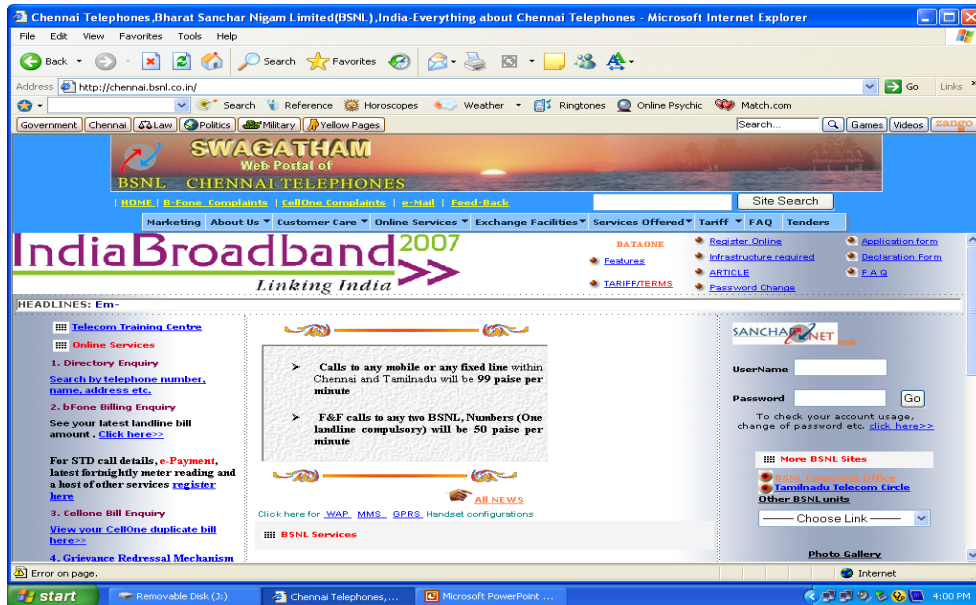 Chennai Telephones,Bharat Sanchar Nigam Limited(BSNL),India-Everything about Chennai Telephones - Microsoft Internet Explorer
File Edit View Favorites Tools Help
Back Search Favorites
Address http://chennai.bsnl.co.in/ Go Links »
Search Reference Horoscopes Weather Ringtones Online Psychic Match.com
Government Chennai Law Politics Military Yellow Pages Search... Games Videos zango
SWAGATHAM
Web Portal of
BSNL CHENNAI TELEPHONES
| HOME | B-Fone Complaints | CellOne Complaints | e-Mail | Feed-Back Site Search
Marketing About Us Customer Care Online Services Exchange Facilities Services Offered Tariff FAQ Tenders
IndiaBroadband 2007 >>
Linking India
DATAONE
Features
TARIFF/TERMS
Register Online
Infrastructure required
ARTICLE
Password Change
Application form
Declaration Form
F A Q
HEADLINES: Em-
Telecom Training Centre
Online Services
1. Directory Enquiry
Search by telephone number,
name, address etc.
2. bFone Billing Enquiry
See your latest landline bill
amount . Click here>>
For STD call details, e-Payment,
latest fortnightly meter reading and
a host of other services register
here
3. Cellone Bill Enquiry
View your CellOne duplicate bill
here>>
4. Grievance Redressal Mechanism
➢ Calls to any mobile or any fixed line within
Chennai and Tamilnadu will be 99 paise per
minute
➢ F&F calls to any two BSNL, Numbers (One
landline compulsory) will be 50 paise per
minute
All NEWS
Click here for WAP MMS GPRS Handset configurations
BSNL Services
SANCHARNET mail
UserName
Password Go
To check your account usage,
change of password etc. click here>>
More BSNL Sites
BSNL Corporate Office
Tamilnadu Telecom Circle
Other BSNL units
------ Choose Link ------
Photo Gallery
Error on page. Internet
start Removable Disk (J:) Chennai Telephones,... Microsoft PowerPoint ... 4:00 PM